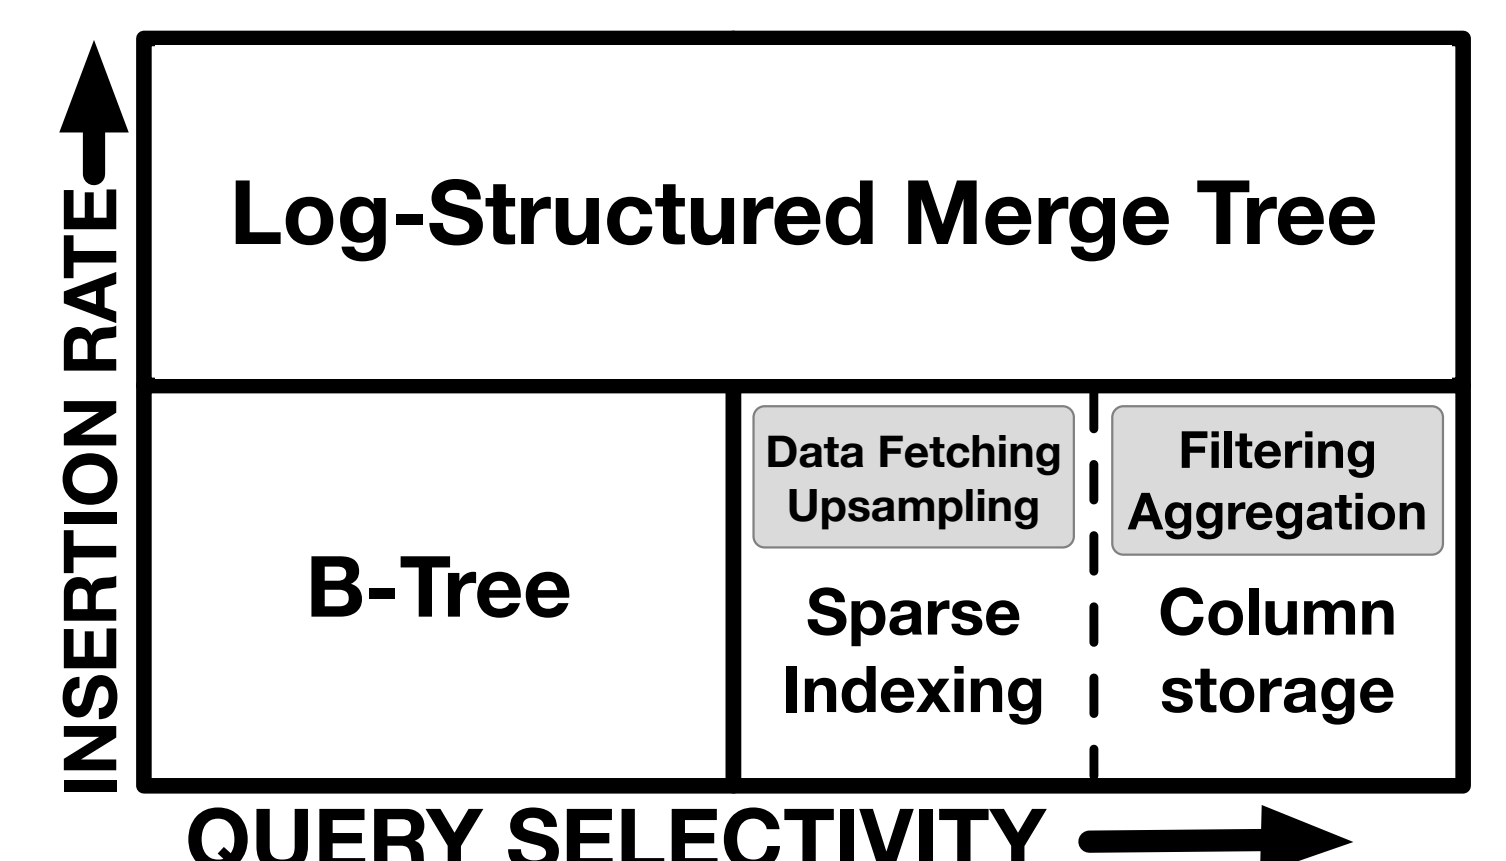 INSERTION RATE
Log-Structured Merge Tree
B-Tree
Data Fetching
Upsampling
Sparse
Indexing
Filtering
Aggregation
Column
storage
QUERY SELECTIVITY